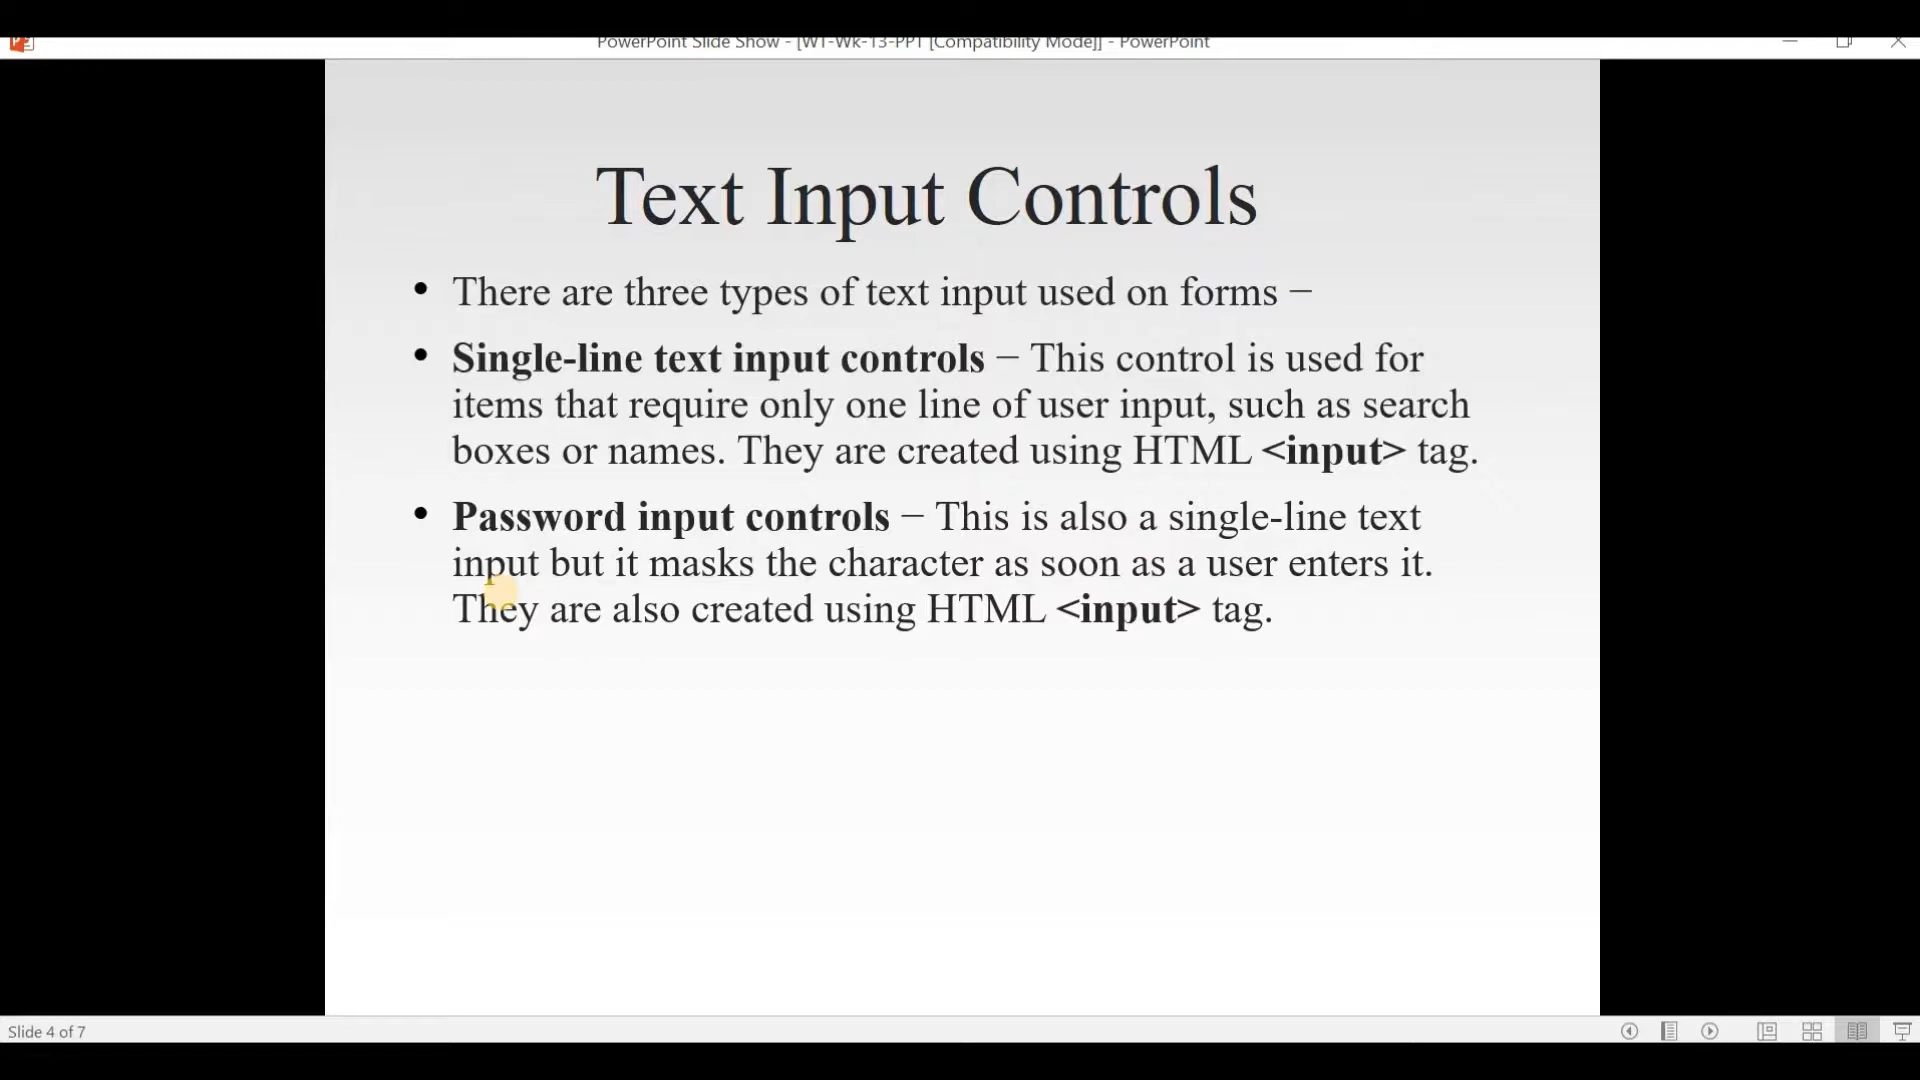 PowerPoint Slide Show - [WT-Wk-13-PPT [Compatibility Mode]] - PowerPoint
Text Input Controls
• There are three types of text input used on forms −
• Single-line text input controls − This control is used for
items that require only one line of user input, such as search
boxes or names. They are created using HTML <input> tag.
• Password input controls − This is also a single-line text
input but it masks the character as soon as a user enters it.
They are also created using HTML <input> tag.
Slide 4 of 7